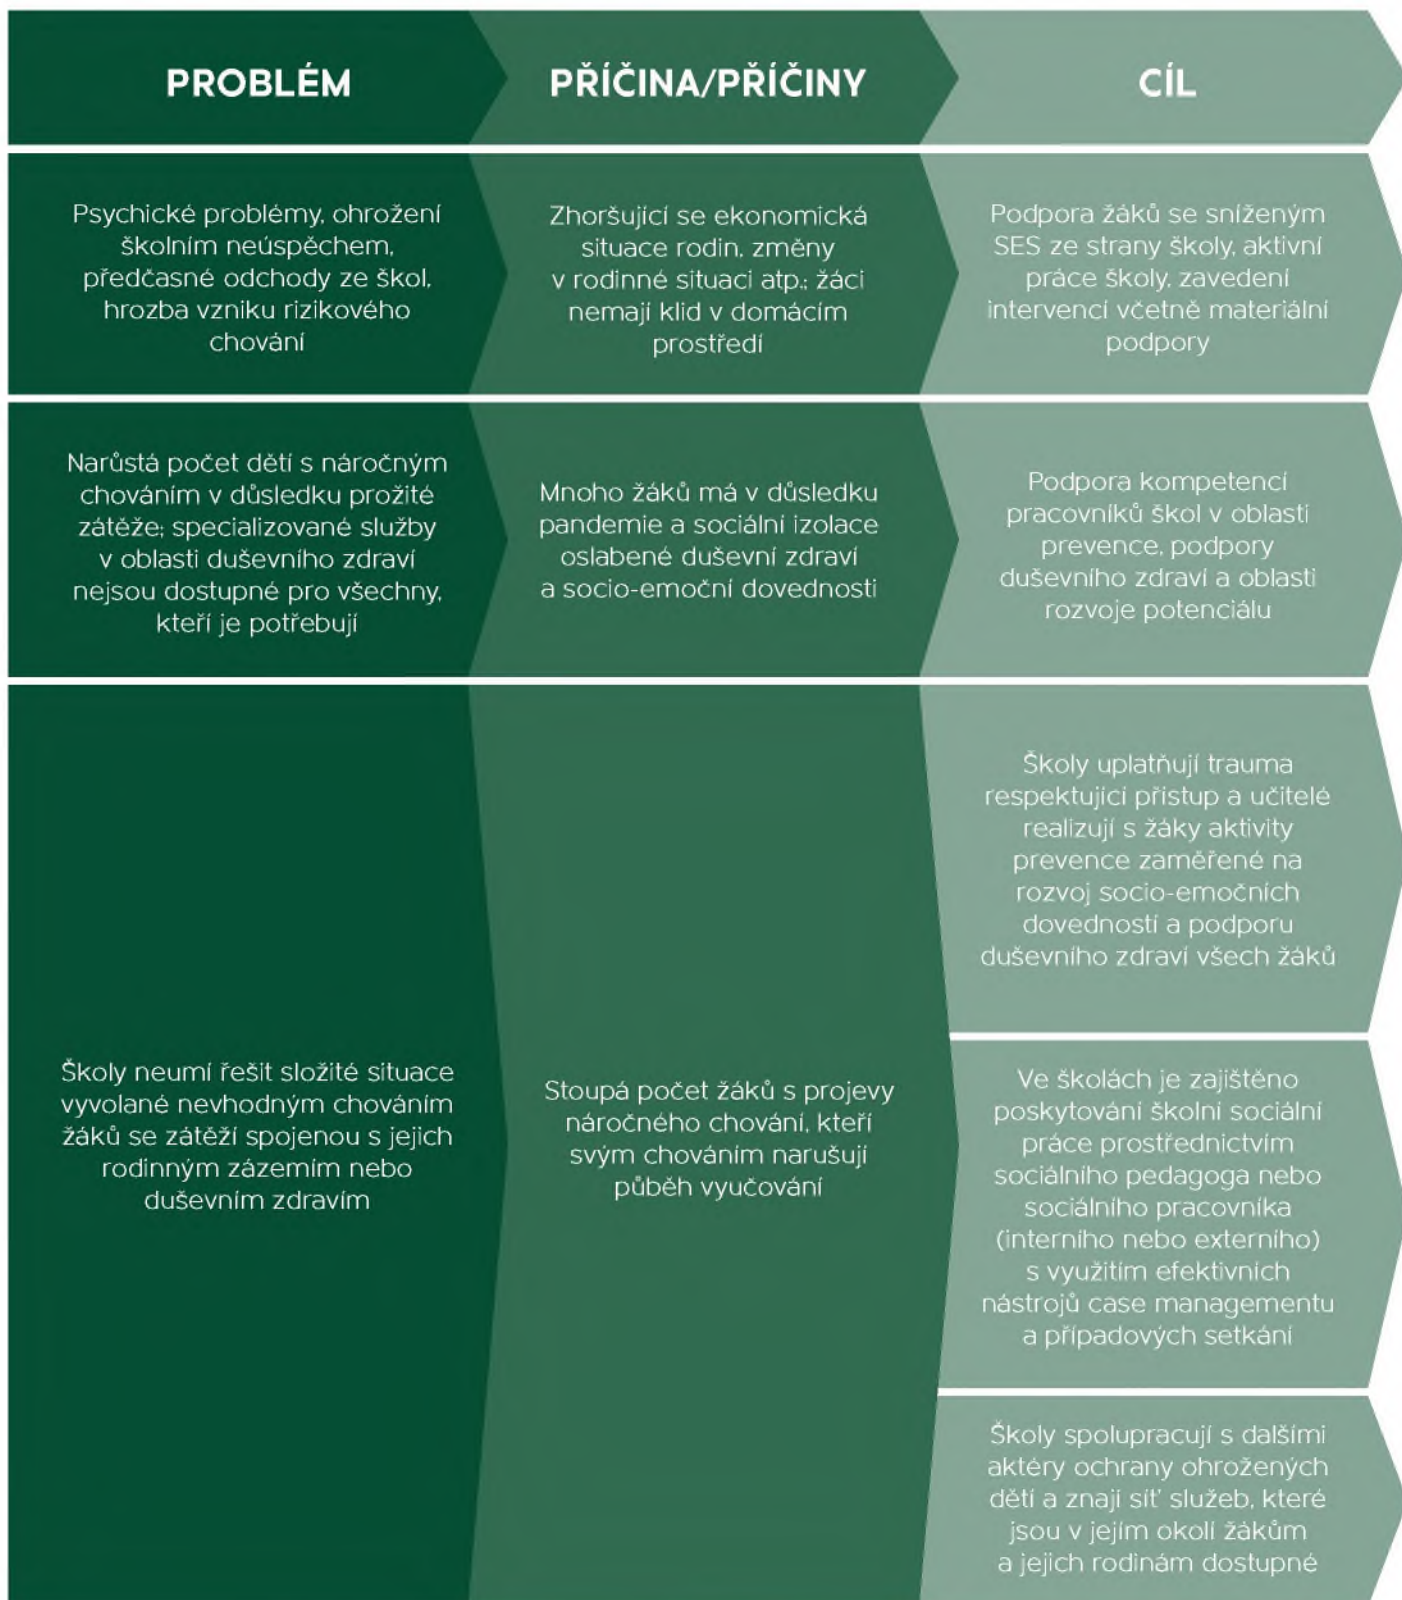 PROBLÉM
PŘÍČINA/PŘÍČINY
CÍL
Psychické problémy, ohrožení
školním neúspěchem,
předčasné odchody ze škol,
hrozba vzniku rizikového
chování
Zhoršující se ekonomická
situace rodin, změny
v rodinné situaci atp.; žáci
nemají klid v domácím
prostředí
Podpora žáků se sníženým
SES ze strany školy, aktivní
práce školy, zavedení
intervencí včetně materiální
podpory
Narůstá počet dětí s náročným
chováním v důsledku prožité
zátěže; specializované služby
v oblasti duševního zdraví
nejsou dostupné pro všechny,
kteří je potřebují
Mnoho žáků má v důsledku
pandemie a sociální izolace
oslabené duševní zdraví
a socio-emoční dovednosti
Podpora kompetencí
pracovníků škol v oblasti
prevence, podpory
duševního zdraví a oblasti
rozvoje potenciálu
Školy neumí řešit složité situace
vyvolané nevhodným chováním
žáků se zátěží spojenou s jejich
rodinným zázemím nebo
duševním zdravím
Stoupá počet žáků s projevy
náročného chování, kteří
svým chováním narušují
půběh vyučování
Školy uplatňují trauma
respektující přístup a učitelé
realizují s žáky aktivity
prevence zaměřené na
rozvoj socio-emočních
dovedností a podporu
duševního zdraví všech žáků
Ve školách je zajištěno
poskytování školní sociální
práce prostřednictvím
sociálního pedagoga nebo
sociálního pracovníka
(interního nebo externího)
s využitím efektivních
nástrojů case managementu
a případových setkání
Školy spolupracují s dalšími
aktéry ochrany ohrožených
dětí a znají síť služeb, které
jsou v jejím okolí žákům
a jejich rodinám dostupné